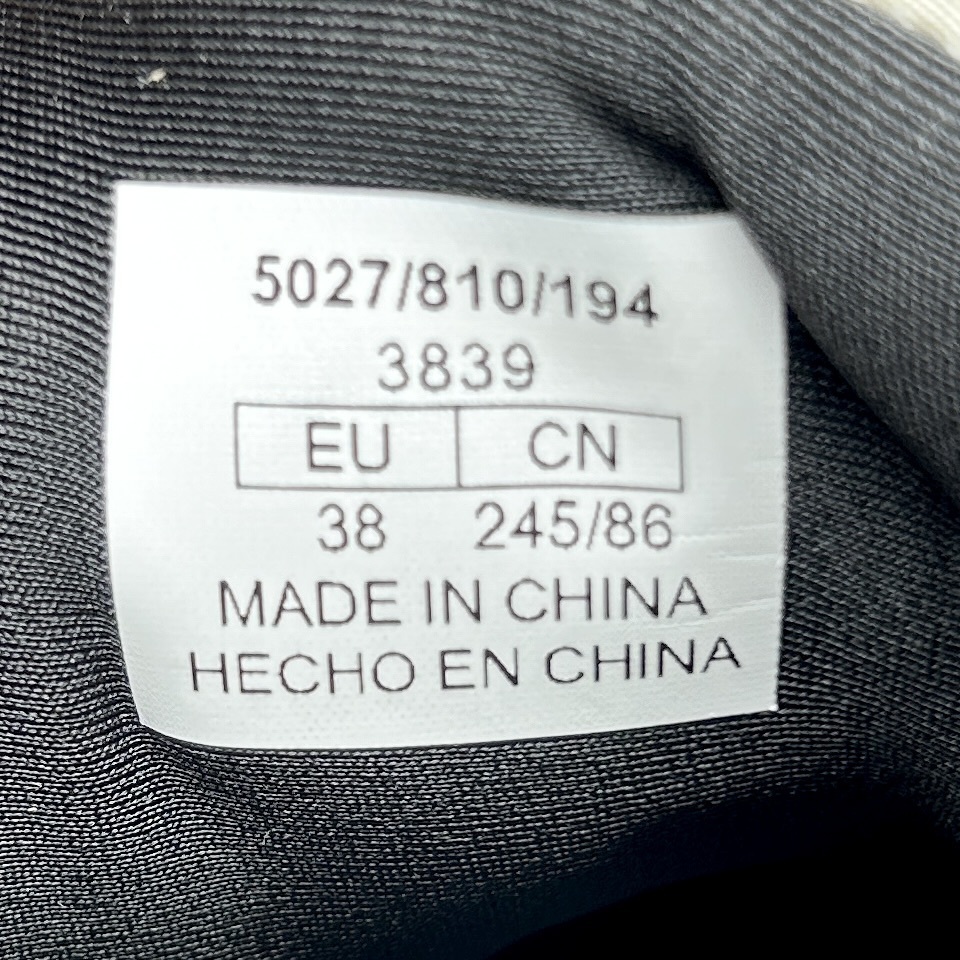 5027/810/194
3839
EU CN
38 245/86
MADE IN CHINA
HECHO EN CHINA